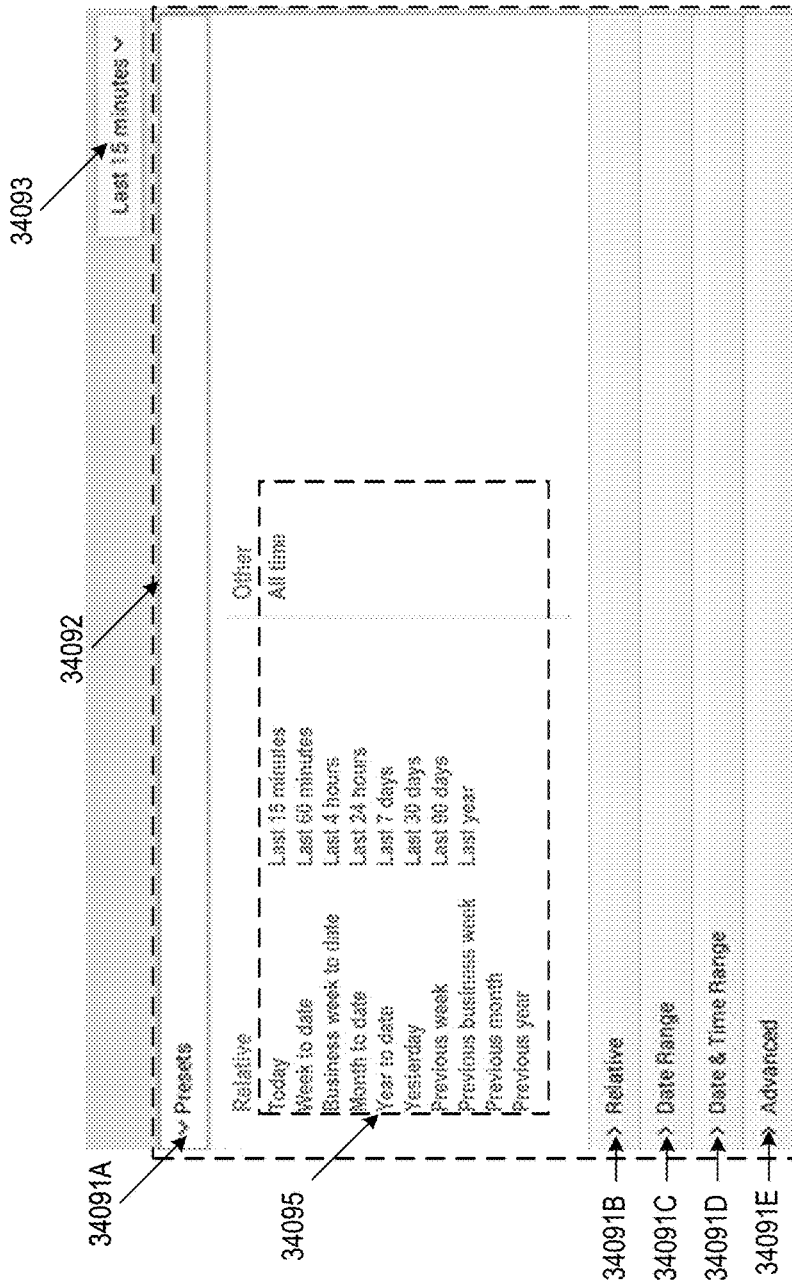 34093
Last 15 minutes
34092
34091A
Presets
Relative
Other
Today
Week to date
Business week to date
Month to date
Year to date
Yesterday
Previous week
Previous business week
Previous month
Previous year
Last 15 minutes
Last 60 minutes
Last 4 hours
Last 24 hours
Last 7 days
Last 30 days
Last 90 days
Last year
All time
34095
34091B
Relative
34091C
Date Range
34091D
Date & Time Range
34091E
Advanced